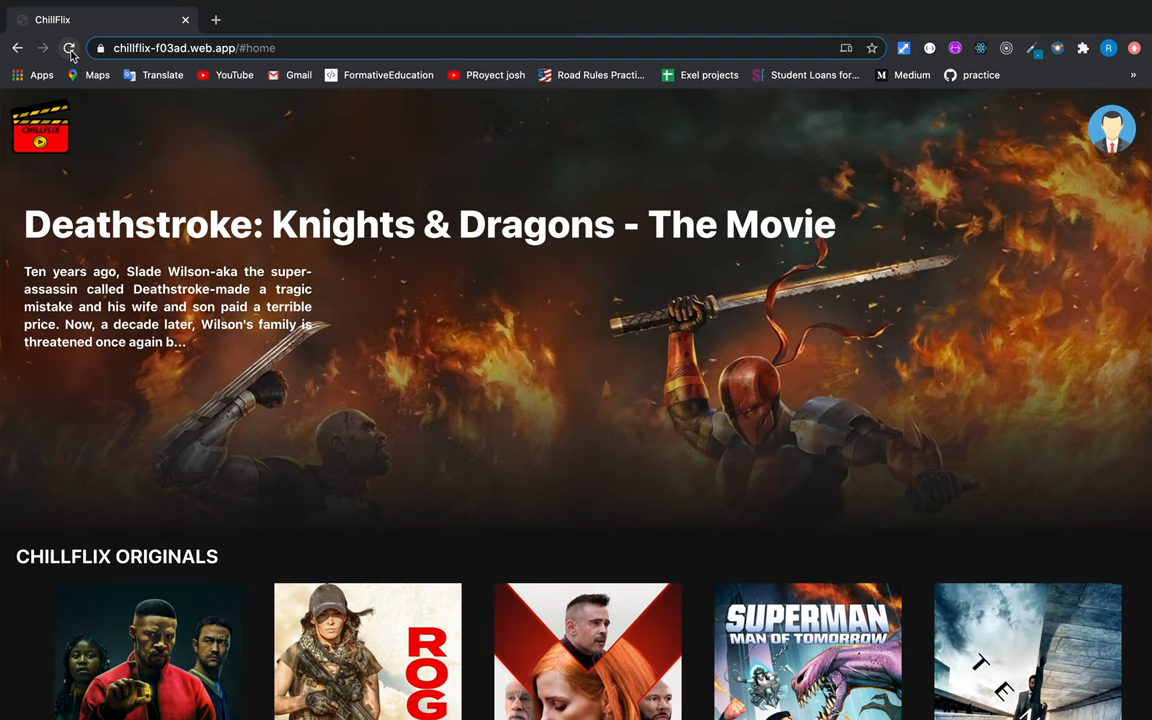 ChillFlix
chillflix-f03ad.web.app/#home
R
Apps
Maps
Translate
YouTube
Gmail
FormativeEducation
PRoyect josh
Road Rules Practi...
Exel projects
Student Loans for...
Medium
practice
»
CHILLFLIX
Deathstroke: Knights & Dragons - The Movie
Ten years ago, Slade Wilson-aka the super-
assassin called Deathstroke-made a tragic
mistake and his wife and son paid a terrible
price. Now, a decade later, Wilson's family is
threatened once again b...
CHILLFLIX ORIGINALS
ROG
SUPERMAN
MAN OF TOMORROW
TEN